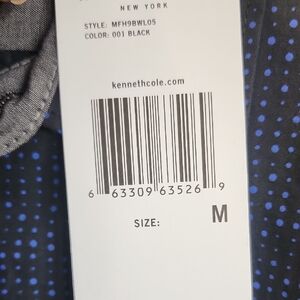 NEW YORK
STYLE: MFH9BWL05
COLOR: 001 BLACK
kennethcole.com
6 63309 63526 9
SIZE: M